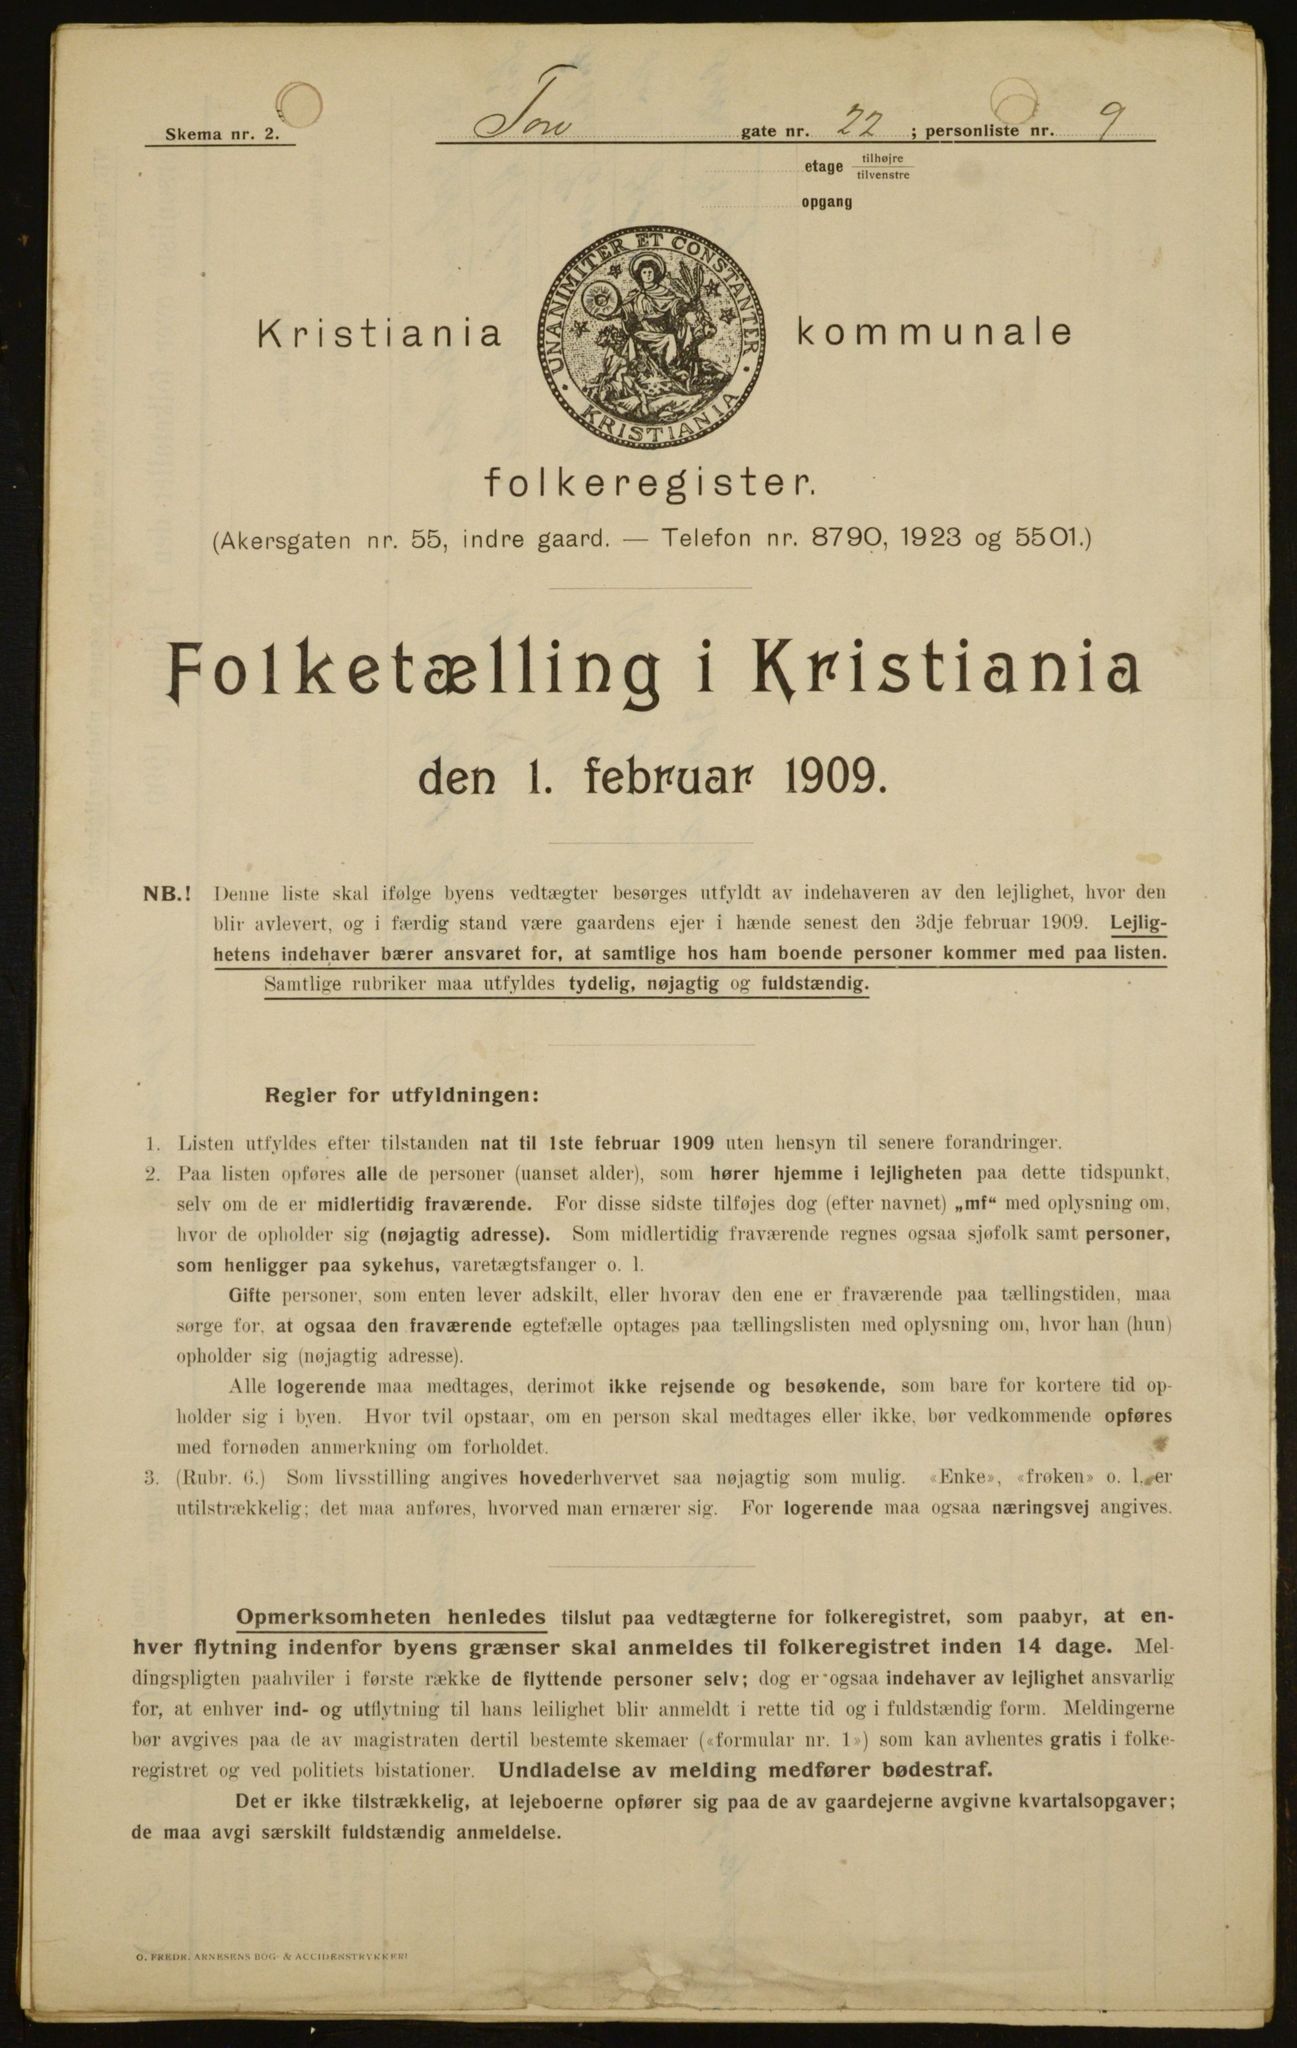 Skema nr. 2.
Torv gate nr. 22 ; personliste nr. 9
etage tilhøjre
tilvenstre
opgang
UNANIMITER ET CONSTANTER
KRISTIANIA
Kristiania kommunale
folkeregister.
(Akersgaten nr. 55, indre gaard. — Telefon nr. 8790, 1923 og 5501.)
Folketælling i Kristiania
den 1. februar 1909.
NB.! Denne liste skal ifølge byens vedtægter besørges utfyldt av indehaveren av den lejlighet, hvor den
blir avlevert, og i færdig stand være gaardens ejer i hænde senest den 3dje februar 1909. Lejlig-
hetens indehaver bærer ansvaret for, at samtlige hos ham boende personer kommer med paa listen.
Samtlige rubriker maa utfyldes tydelig, nøjagtig og fuldstændig.
Regler for utfyldningen:
1. Listen utfyldes efter tilstanden nat til 1ste februar 1909 uten hensyn til senere forandringer.
2. Paa listen opføres alle de personer (uanset alder), som hører hjemme i lejligheten paa dette tidspunkt,
selv om de er midlertidig fraværende. For disse sidste tilføjes dog (efter navnet) „mf“ med oplysning om,
hvor de opholder sig (nøjagtig adresse). Som midlertidig fraværende regnes ogsaa sjøfolk samt personer,
som henligger paa sykehus, varetægtsfanger o. l.
Gifte personer, som enten lever adskilt, eller hvorav den ene er fraværende paa tællingstiden, maa
sørge for, at ogsaa den fraværende egtefælle optages paa tællingslisten med oplysning om, hvor han (hun)
opholder sig (nøjagtig adresse).
Alle logerende maa medtages, derimot ikke rejsende og besøkende, som bare for kortere tid op-
holder sig i byen. Hvor tvil opstaar, om en person skal medtages eller ikke, bør vedkommende opføres
med fornøden anmerkning om forholdet.
3. (Rubr. 6.) Som livsstilling angives hovederhvervet saa nøjagtig som mulig. «Enke», «frøken» o. l. er
utilstrækkelig; det maa anføres, hvorved man ernærer sig. For logerende maa ogsaa næringsvej angives.
Opmerksomheten henledes tilslut paa vedtægterne for folkeregistret, som paabyr, at en-
hver flytning indenfor byens grænser skal anmeldes til folkeregistret inden 14 dage. Mel-
dingspligten paahviler i første række de flyttende personer selv; dog er ogsaa indehaver av lejlighet ansvarlig
for, at enhver ind- og utflytning til hans leilighet blir anmeldt i rette tid og i fuldstændig form. Meldingerne
bør avgives paa de av magistraten dertil bestemte skemaer («formular nr. 1») som kan avhentes gratis i folke-
registret og ved politiets bistationer. Undladelse av melding medfører bødestraf.
Det er ikke tilstrækkelig, at lejeboerne opfører sig paa de av gaardejerne avgivne kvartalsopgaver;
de maa avgi særskilt fuldstændig anmeldelse.
O. FREDR. ARNESENS BOG- & ACCIDENSTRYKKERI